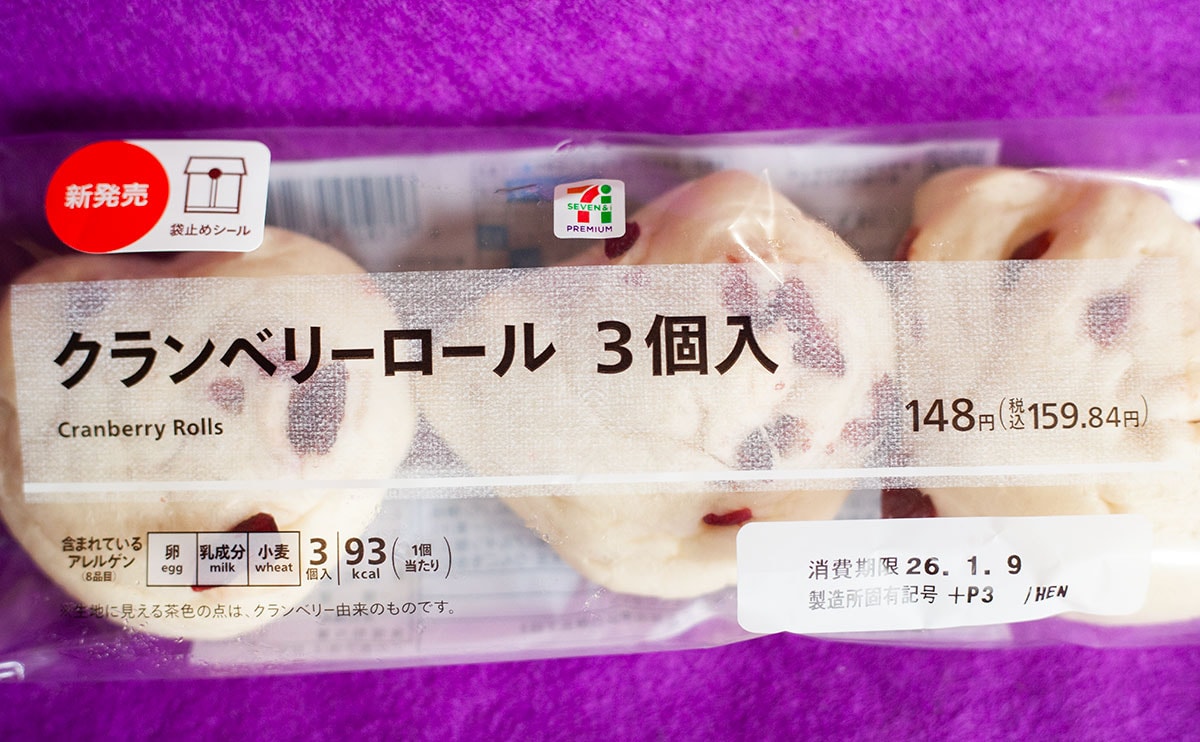 新発売
袋止めシール
SEVEN&i
PREMIUM
クランベリーロール 3個入
Cranberry Rolls
148円(税込159.84円)
含まれているアレルゲン(8品目)
卵 egg 乳成分 milk 小麦 wheat
3個入 93kcal (1個当たり)
※生地に見える茶色の点は、クランベリー由来のものです。
消費期限 26. 1. 9
製造所固有記号 +P3 /HEN